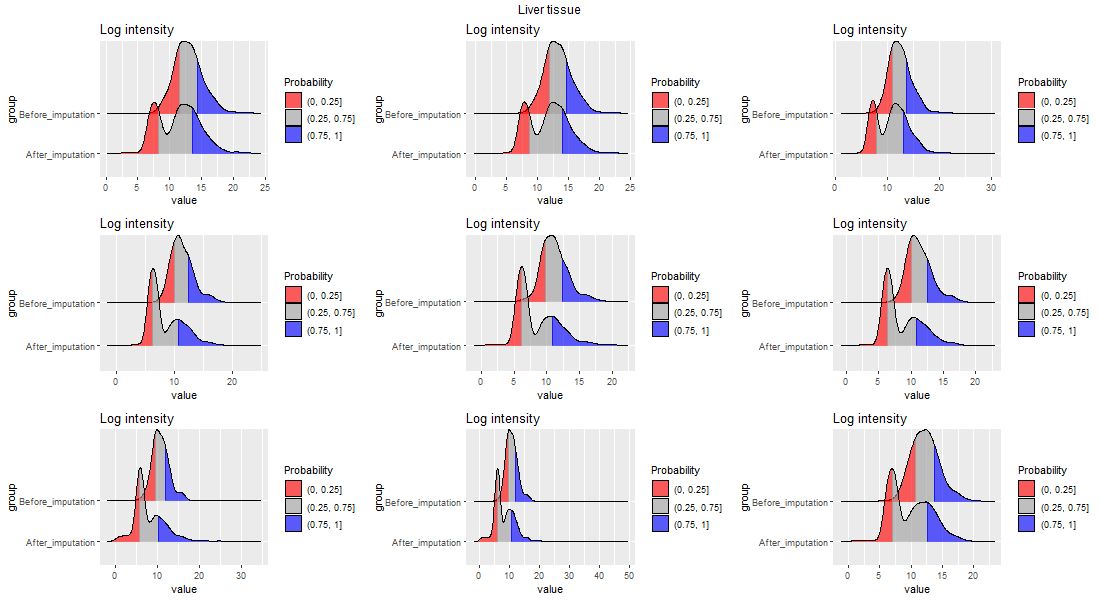 Liver tissue
Log intensity
Log intensity
Log intensity
group
Before_imputation
After_imputation
0 5 10 15 20 25
value
Probability
(0, 0.25]
(0.25, 0.75]
(0.75, 1]
group
Before_imputation
After_imputation
0 5 10 15 20 25
value
Probability
(0, 0.25]
(0.25, 0.75]
(0.75, 1]
group
Before_imputation
After_imputation
0 10 20 30
value
Probability
(0, 0.25]
(0.25, 0.75]
(0.75, 1]
Log intensity
Log intensity
Log intensity
group
Before_imputation
After_imputation
0 10 20
value
Probability
(0, 0.25]
(0.25, 0.75]
(0.75, 1]
group
Before_imputation
After_imputation
0 5 10 15 20
value
Probability
(0, 0.25]
(0.25, 0.75]
(0.75, 1]
group
Before_imputation
After_imputation
0 5 10 15 20
value
Probability
(0, 0.25]
(0.25, 0.75]
(0.75, 1]
Log intensity
Log intensity
Log intensity
group
Before_imputation
After_imputation
0 10 20 30
value
Probability
(0, 0.25]
(0.25, 0.75]
(0.75, 1]
group
Before_imputation
After_imputation
0 10 20 30 40 50
value
Probability
(0, 0.25]
(0.25, 0.75]
(0.75, 1]
group
Before_imputation
After_imputation
0 5 10 15 20
value
Probability
(0, 0.25]
(0.25, 0.75]
(0.75, 1]